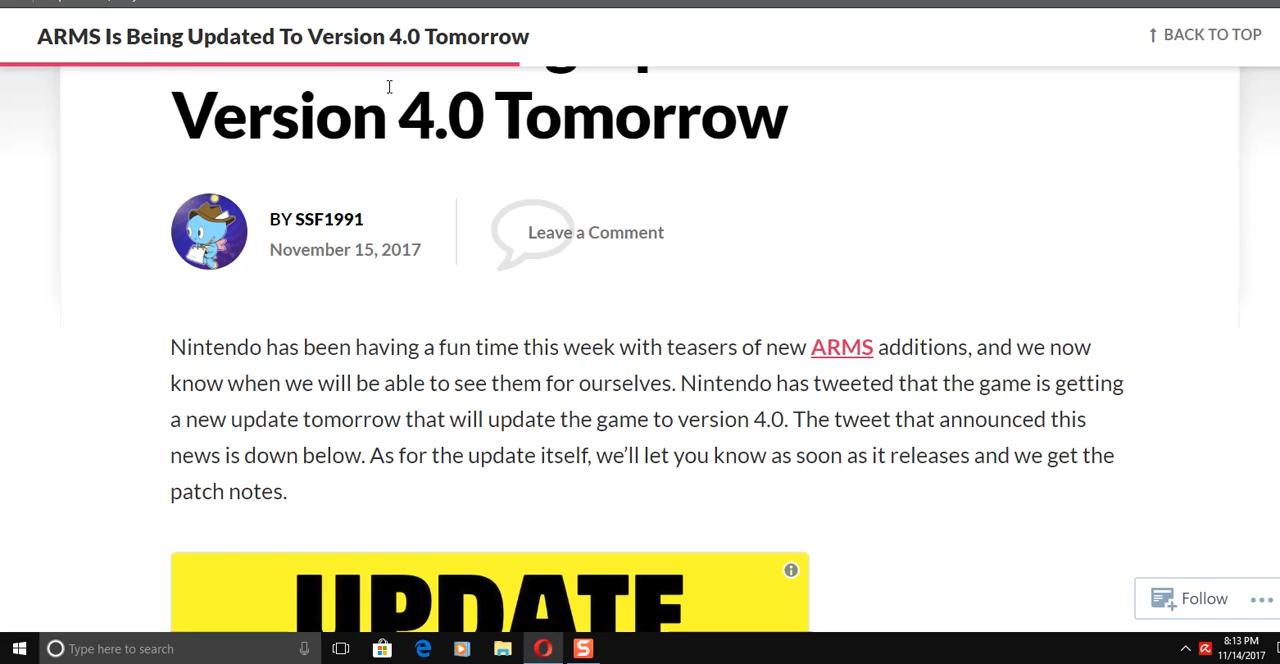 ARMS Is Being Updated To Version 4.0 Tomorrow
↑ BACK TO TOP
Version 4.0 Tomorrow
BY SSF1991
November 15, 2017
Leave a Comment
Nintendo has been having a fun time this week with teasers of new ARMS additions, and we now
know when we will be able to see them for ourselves. Nintendo has tweeted that the game is getting
a new update tomorrow that will update the game to version 4.0. The tweet that announced this
news is down below. As for the update itself, we’ll let you know as soon as it releases and we get the
patch notes.
UPDATE
Follow
Type here to search
8:13 PM
11/14/2017